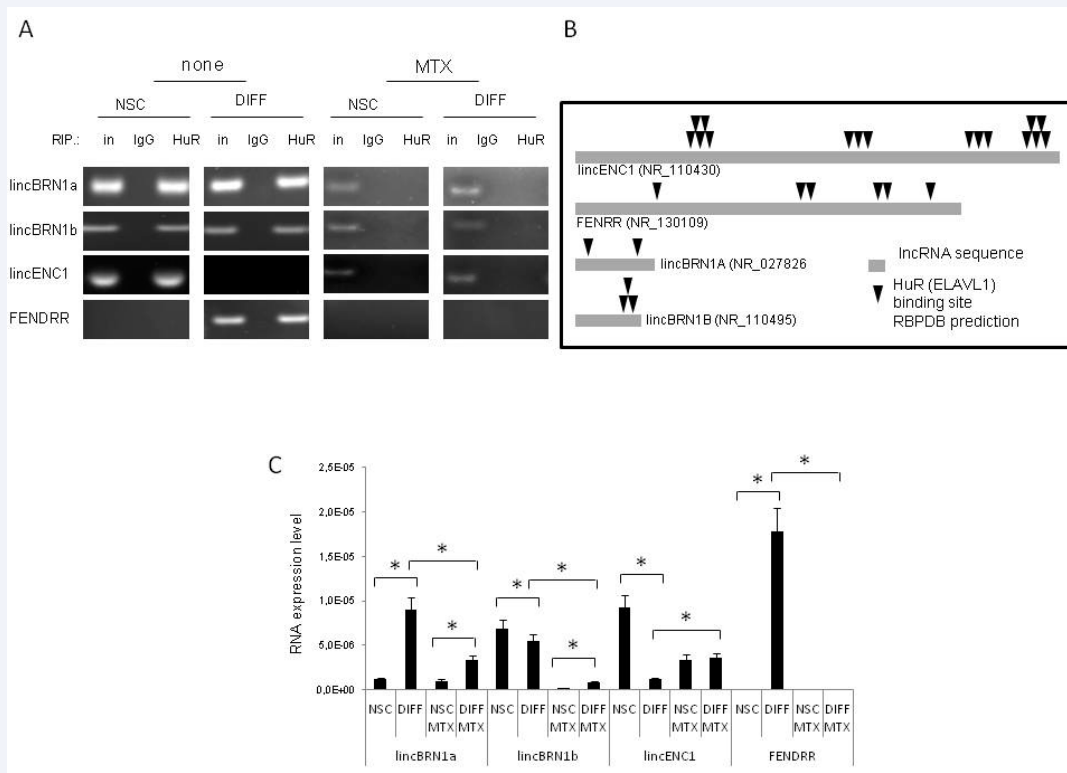 A
none
MTX
NSC
DIFF
NSC
DIFF
RIP.: in IgG HuR in IgG HuR in IgG HuR in IgG HuR
lincBRN1a
lincBRN1b
lincENC1
FENDRR
B
lincENC1 (NR_110430)
FENRR (NR_130109)
lincBRN1A (NR_027826
lincBRN1B (NR_110495)
lncRNA sequence
HuR (ELAVL1)
binding site
RBPDB prediction
C
RNA expression level
2,5E-05
2,0E-05
1,5E-05
1,0E-05
5,0E-06
0,0E+00
* * * * * * * * * *
NSC DIFF NSC MTX DIFF MTX NSC DIFF NSC MTX DIFF MTX NSC DIFF NSC MTX DIFF MTX NSC DIFF NSC MTX DIFF MTX
lincBRN1a lincBRN1b lincENC1 FENDRR